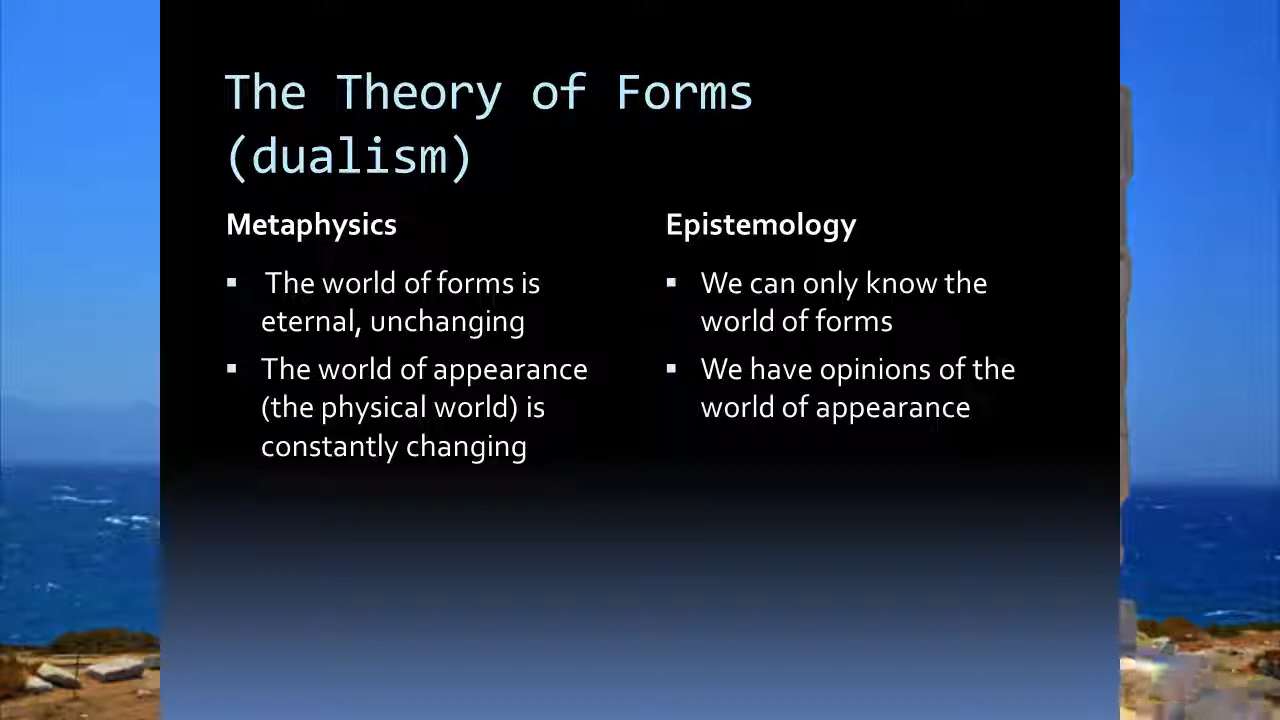 The Theory of Forms
(dualism)
Metaphysics
▪ The world of forms is
eternal, unchanging
▪ The world of appearance
(the physical world) is
constantly changing
Epistemology
▪ We can only know the
world of forms
▪ We have opinions of the
world of appearance